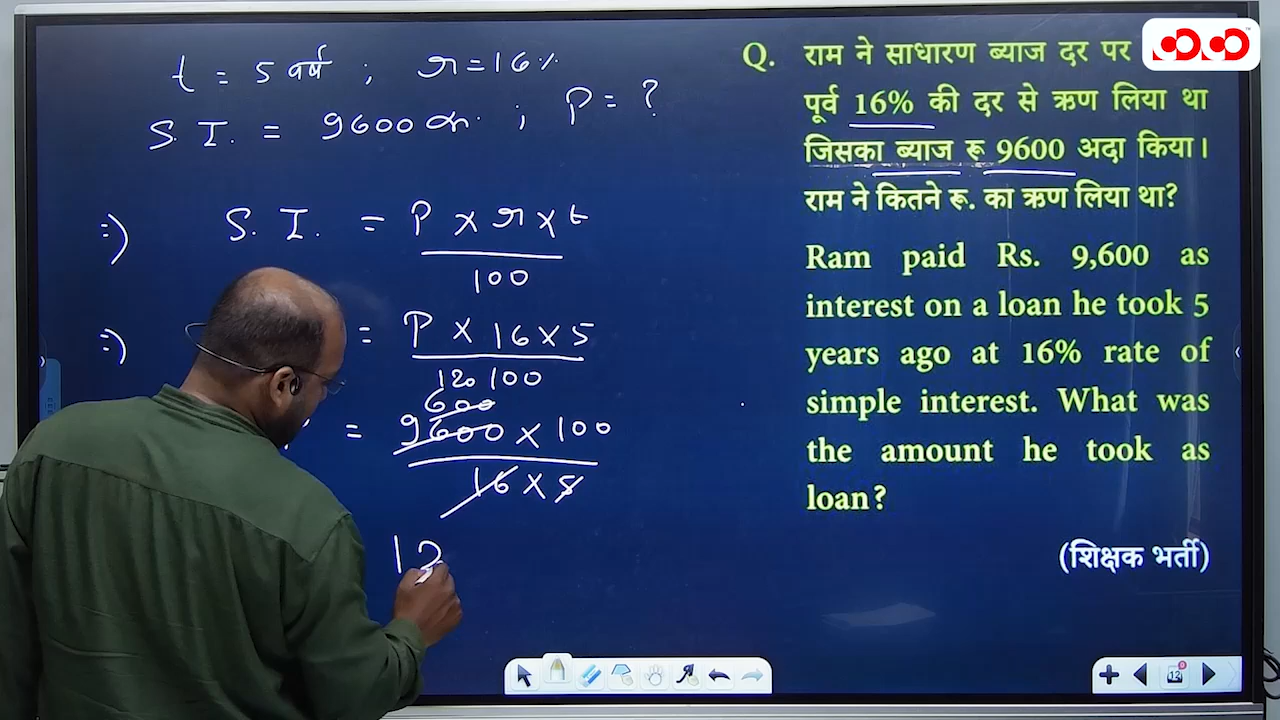 t = 5 वर्ष ; r = 16%
S. I. = 9600 रु. ; P = ?
=) S. I. = P x r x t
100
=) = P x 16 x 5
120 100
600
= 9600 x 100
16 x 5
12
Q. राम ने साधारण ब्याज दर पर
पूर्व 16% की दर से ऋण लिया था
जिसका ब्याज रू 9600 अदा किया।
राम ने कितने रू. का ऋण लिया था?
Ram paid Rs. 9,600 as
interest on a loan he took 5
years ago at 16% rate of
simple interest. What was
the amount he took as
loan?
(शिक्षक भर्ती)